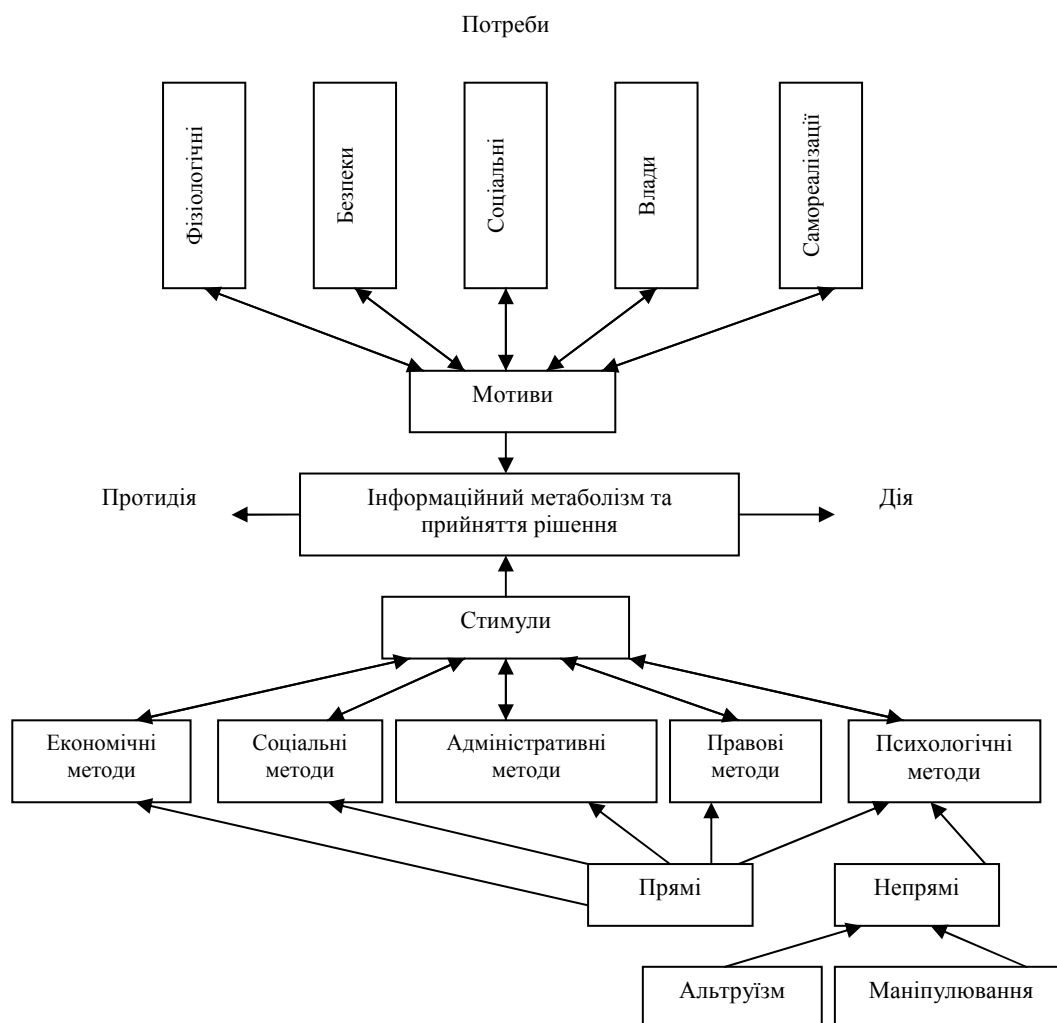 Потреби
Фізіологічні
Безпеки
Соціальні
Влади
Самореалізації
Мотиви
Протидія
Інформаційний метаболізм та
прийняття рішення
Дія
Стимули
Економічні
методи
Соціальні
методи
Адміністративні
методи
Правові
методи
Психологічні
методи
Прямі
Непрямі
Альтруїзм
Маніпулювання